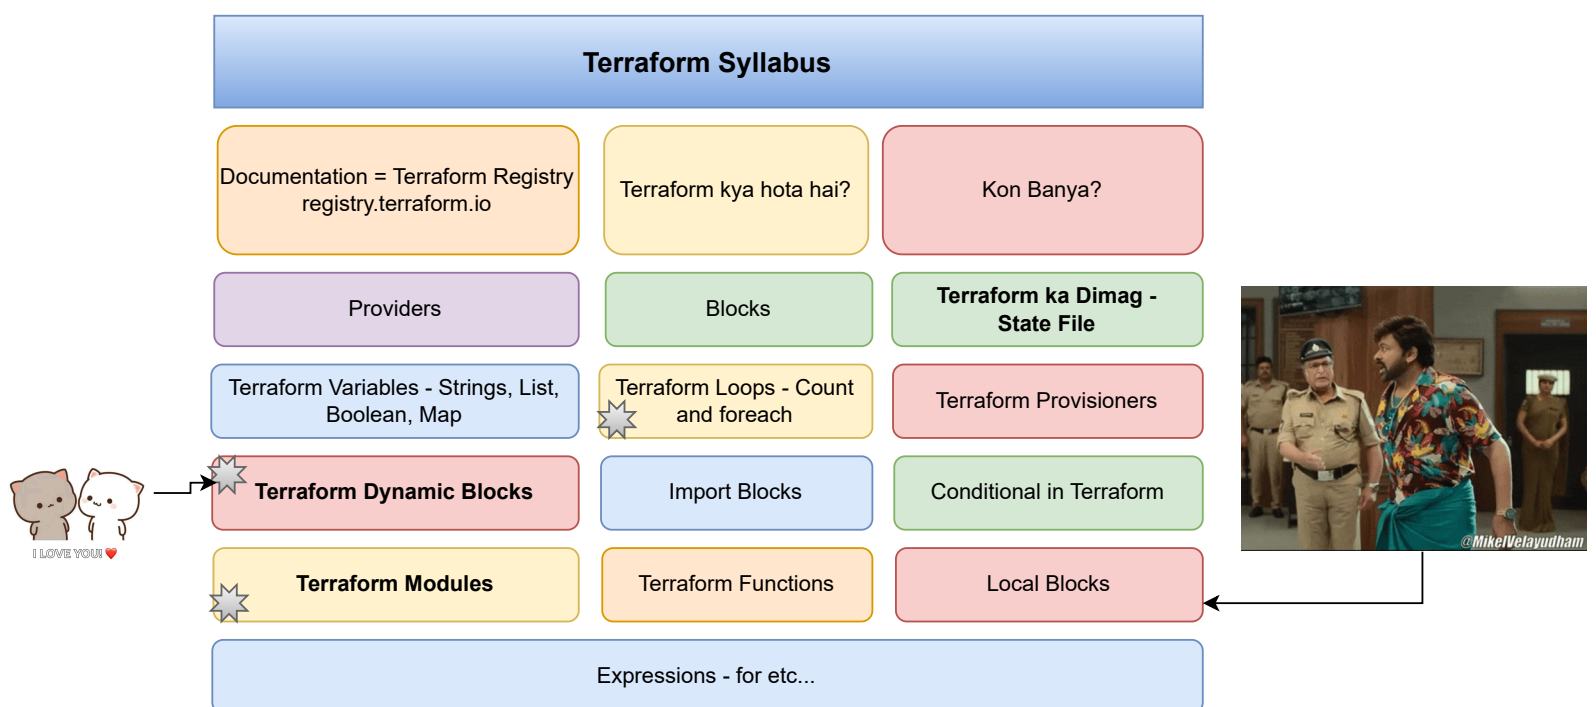 Terraform Syllabus
Documentation = Terraform Registry
registry.terraform.io
Terraform kya hota hai?
Kon Banya?
Providers
Blocks
Terraform ka Dimag -
State File
Terraform Variables - Strings, List,
Boolean, Map
Terraform Loops - Count
and foreach
Terraform Provisioners
Terraform Dynamic Blocks
Import Blocks
Conditional in Terraform
I LOVE YOU! ❤️
@MikelVelayudham
Terraform Modules
Terraform Functions
Local Blocks
Expressions - for etc...